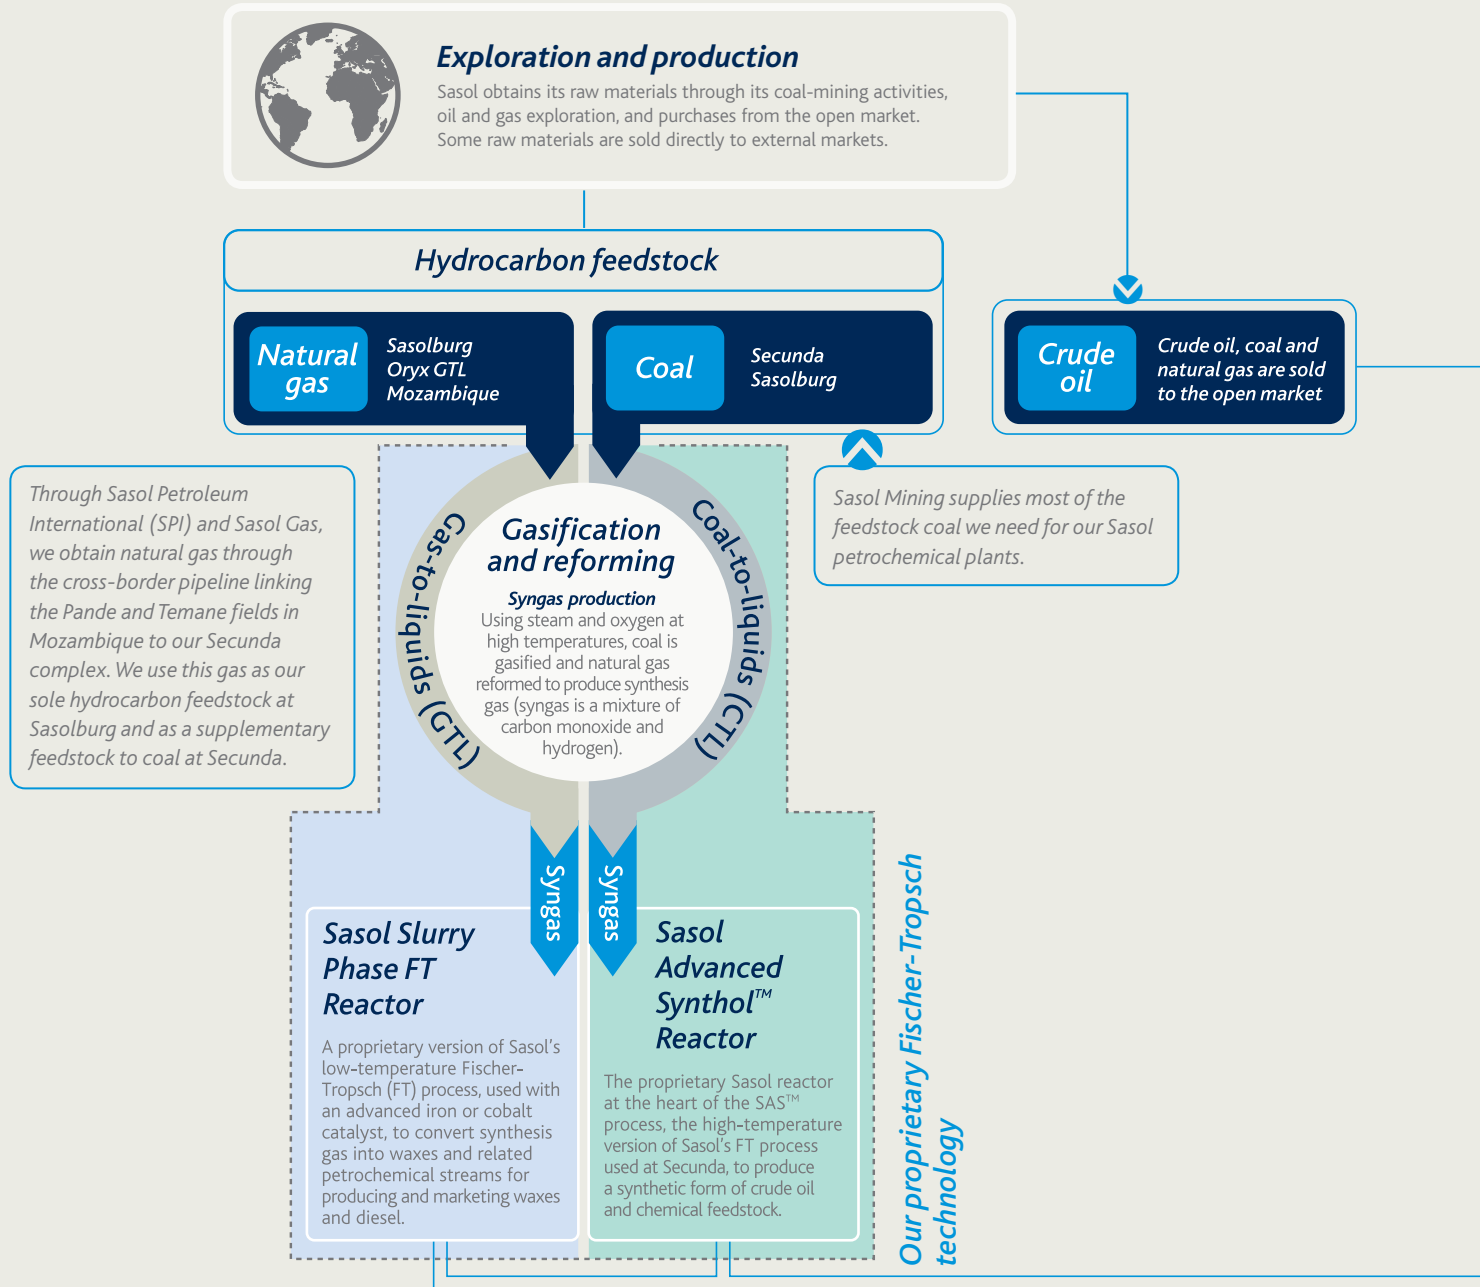 Exploration and production
Sasol obtains its raw materials through its coal-mining activities,
oil and gas exploration, and purchases from the open market.
Some raw materials are sold directly to external markets.
Hydrocarbon feedstock
Natural
gas
Sasolburg
Oryx GTL
Mozambique
Coal
Secunda
Sasolburg
Crude
oil
Crude oil, coal and
natural gas are sold
to the open market
Through Sasol Petroleum
International (SPI) and Sasol Gas,
we obtain natural gas through
the cross-border pipeline linking
the Pande and Temane fields in
Mozambique to our Secunda
complex. We use this gas as our
sole hydrocarbon feedstock at
Sasolburg and as a supplementary
feedstock to coal at Secunda.
Gas-to-liquids (GTL)
Gasification
and reforming
Syngas production
Using steam and oxygen at
high temperatures, coal is
gasified and natural gas
reformed to produce synthesis
gas (syngas is a mixture of
carbon monoxide and
hydrogen).
Coal-to-liquids (CTL)
Sasol Mining supplies most of the
feedstock coal we need for our Sasol
petrochemical plants.
Syngas
Syngas
Sasol Slurry
Phase FT
Reactor
A proprietary version of Sasol's
low-temperature Fischer-
Tropsch (FT) process, used with
an advanced iron or cobalt
catalyst, to convert synthesis
gas into waxes and related
petrochemical streams for
producing and marketing waxes
and diesel.
Sasol
Advanced
Synthol™
Reactor
The proprietary Sasol reactor
at the heart of the SAS™
process, the high-temperature
version of Sasol's FT process
used at Secunda, to produce
a synthetic form of crude oil
and chemical feedstock.
Our proprietary Fischer-Tropsch
technology